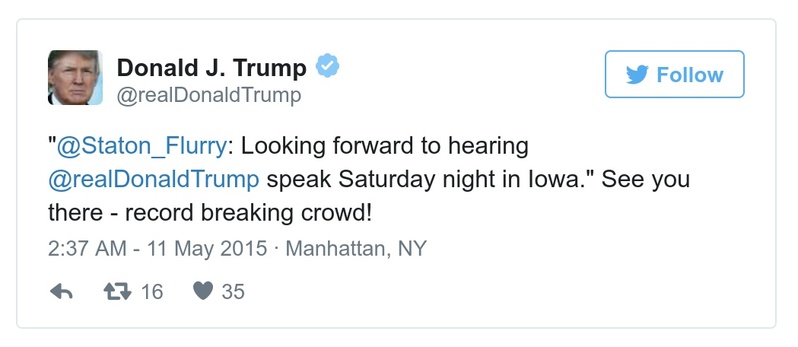 Donald J. Trump
@realDonaldTrump
Follow
"@Staton_Flurry: Looking forward to hearing
@realDonaldTrump speak Saturday night in Iowa." See you
there - record breaking crowd!
2:37 AM - 11 May 2015 · Manhattan, NY
16 35